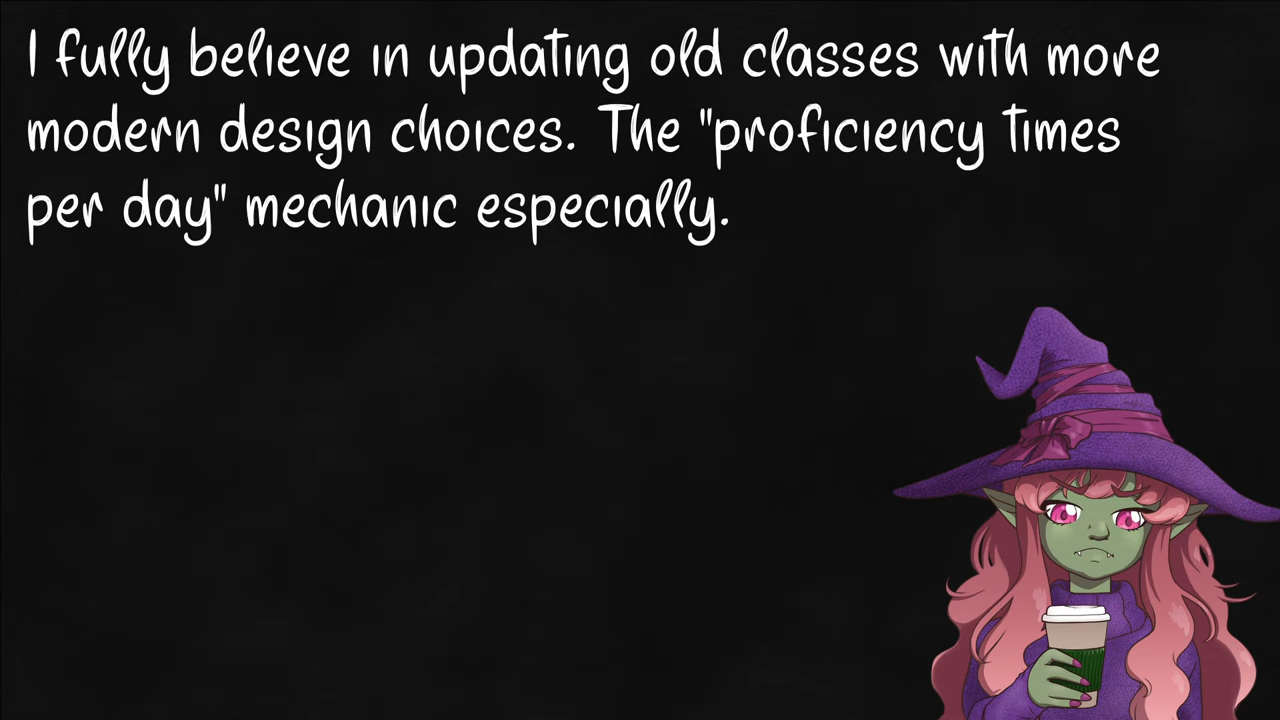 I fully believe in updating old classes with more
modern design choices. The "proficiency times
per day" mechanic especially.